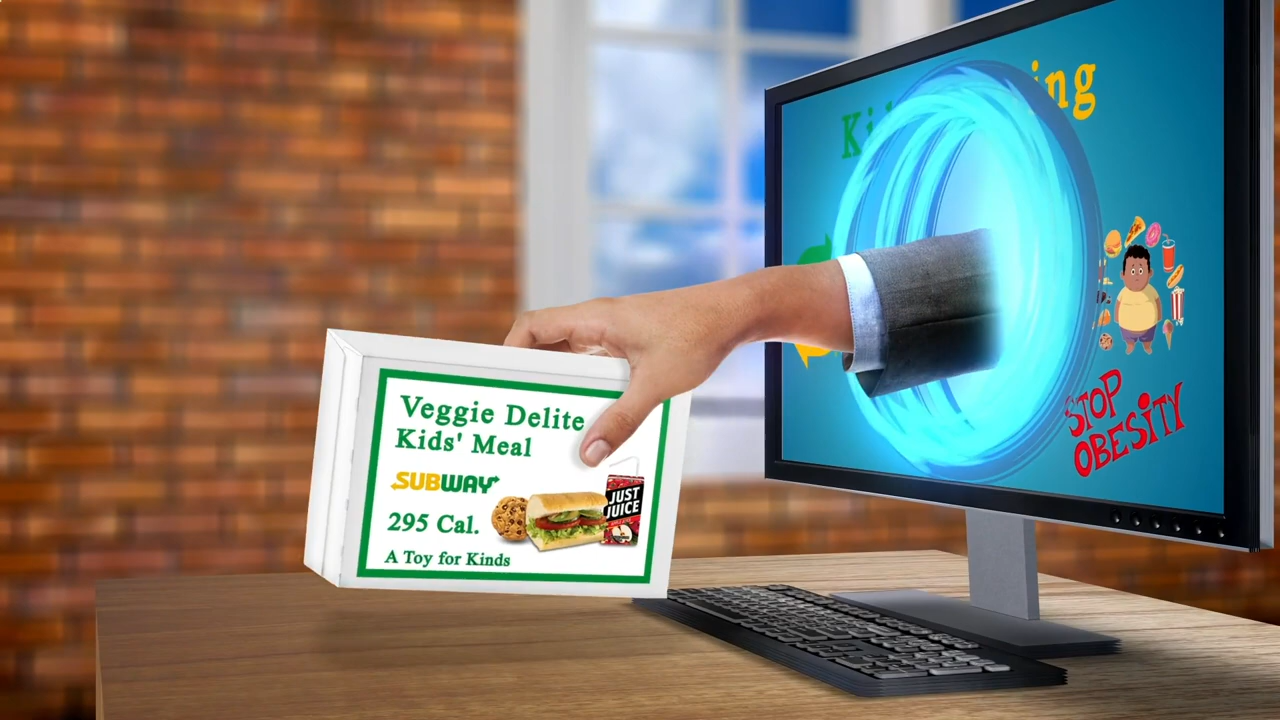 Veggie Delite
Kids' Meal
SUBWAY
295 Cal.
A Toy for Kinds
JUST
JUICE
STOP
OBESITY